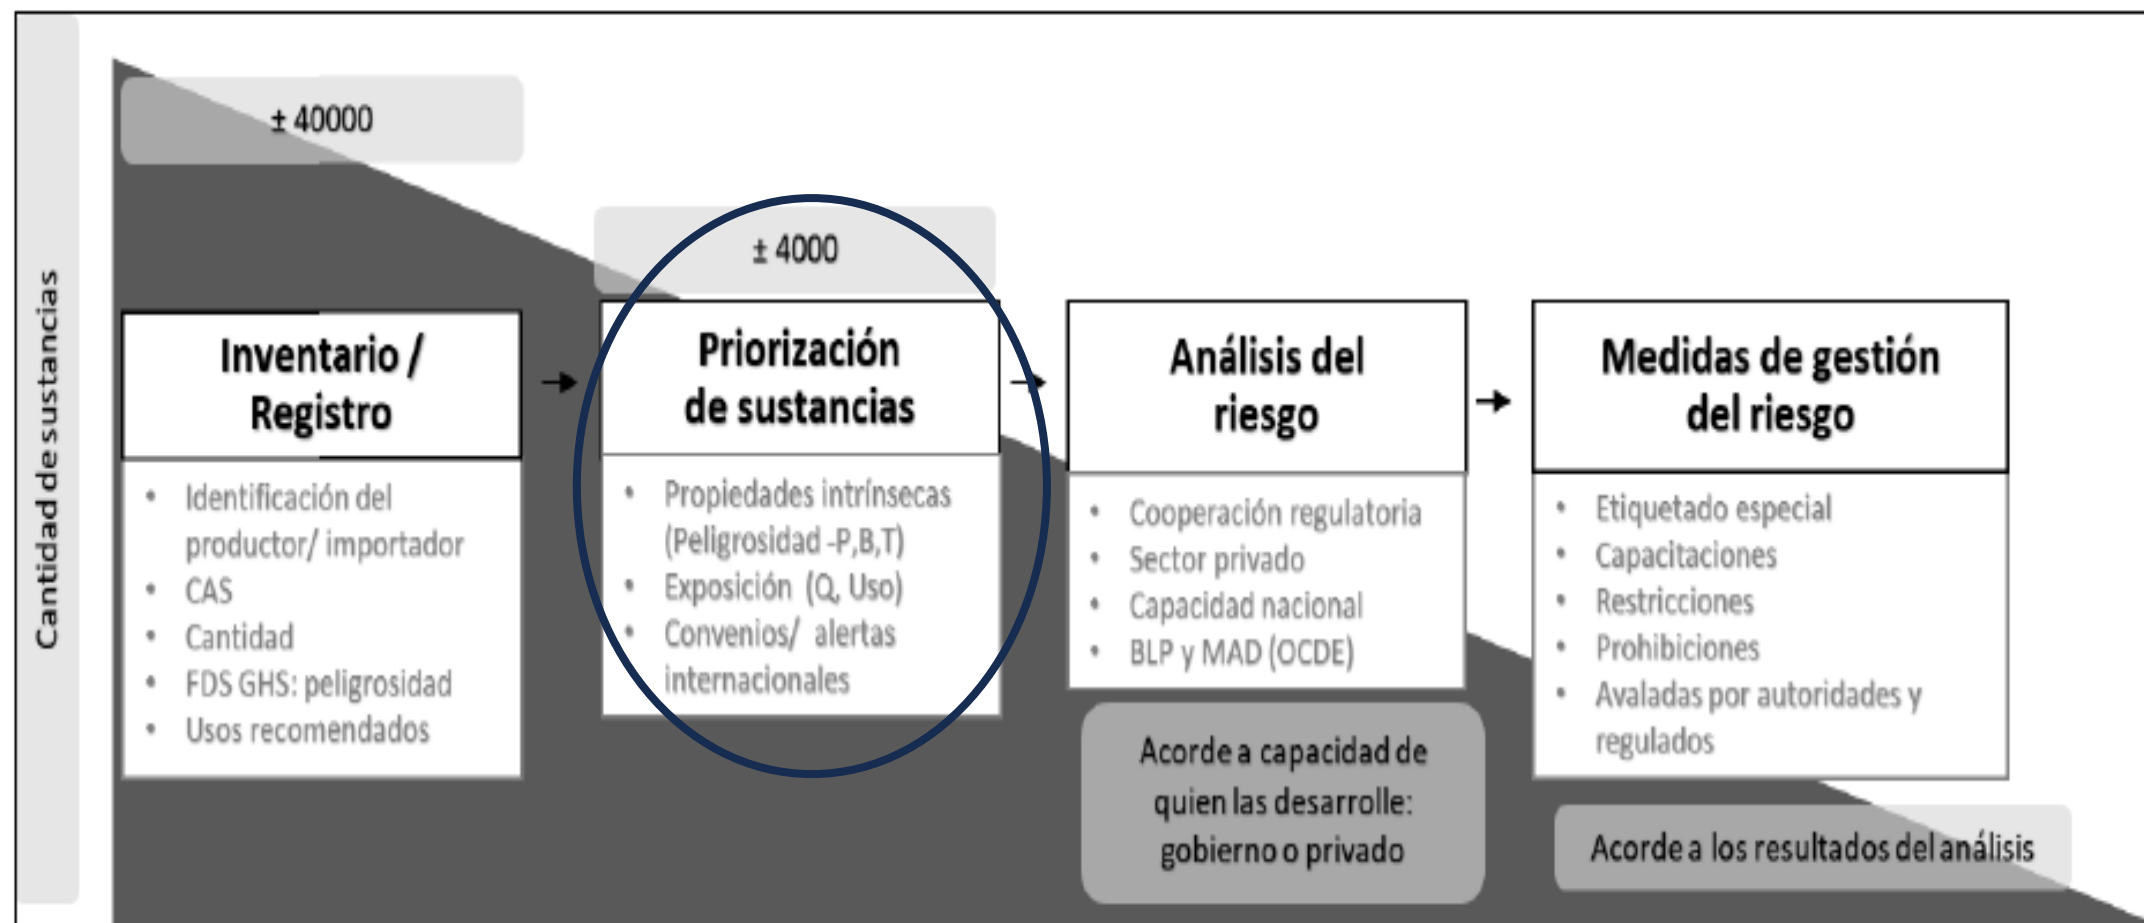 Cantidad de sustancias
± 40000
Inventario /
Registro
• Identificación del
productor/ importador
• CAS
• Cantidad
• FDS GHS: peligrosidad
• Usos recomendados
± 4000
Priorización
de sustancias
• Propiedades intrínsecas
(Peligrosidad -P,B,T)
• Exposición (Q, Uso)
• Convenios/ alertas
internacionales
Análisis del
riesgo
• Cooperación regulatoria
• Sector privado
• Capacidad nacional
• BLP y MAD (OCDE)
Acorde a capacidad de
quien las desarrolle:
gobierno o privado
Medidas de gestión
del riesgo
• Etiquetado especial
• Capacitaciones
• Restricciones
• Prohibiciones
• Avaladas por autoridades y
regulados
Acorde a los resultados del análisis